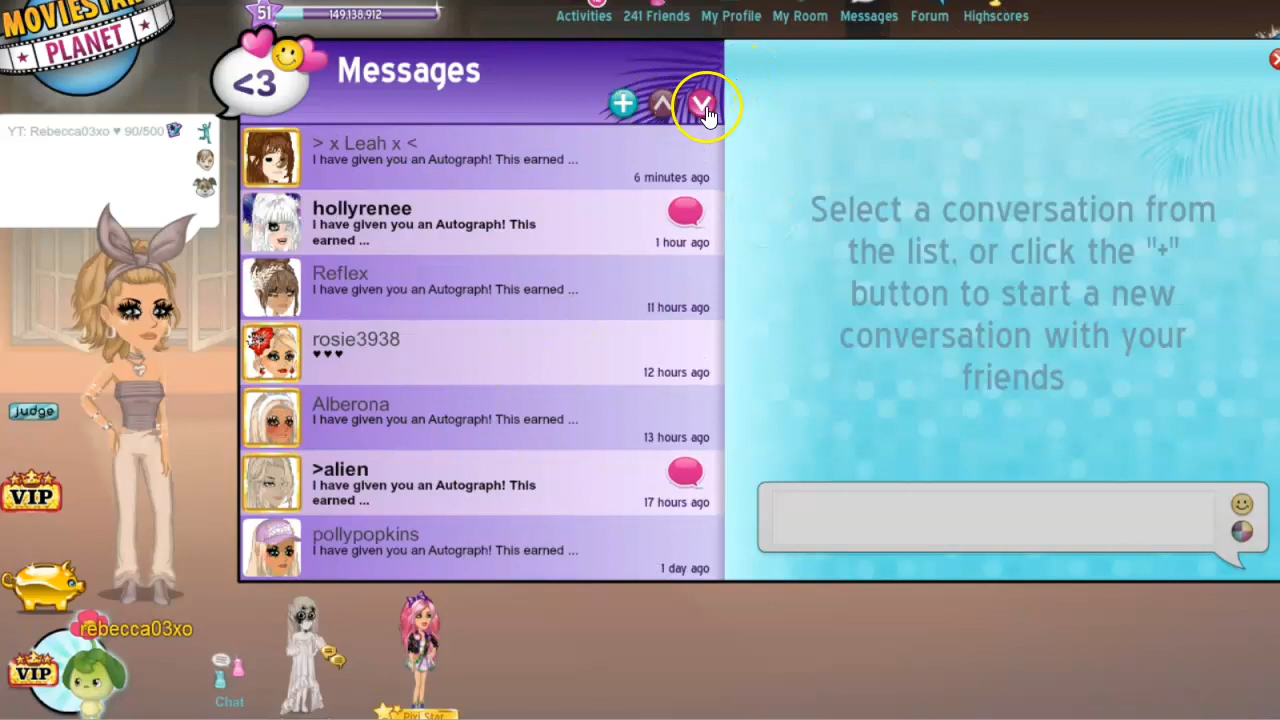 MOVIESTAR
PLANET
51
149,138,912
Activities
241 Friends
My Profile
My Room
Messages
Forum
Highscores
<3
Messages
YT: Rebecca03xo ♥ 90/500
> x Leah x <
I have given you an Autograph! This earned ...
6 minutes ago
hollyrenee
I have given you an Autograph! This
earned ...
1 hour ago
Reflex
I have given you an Autograph! This earned ...
11 hours ago
rosie3938
♥♥♥
12 hours ago
Alberona
I have given you an Autograph! This earned ...
13 hours ago
>alien
I have given you an Autograph! This
earned ...
17 hours ago
pollypopkins
I have given you an Autograph! This earned ...
1 day ago
Select a conversation from
the list, or click the "+"
button to start a new
conversation with your
friends
judge
VIP
rebecca03xo
VIP
Chat
Pixi Star